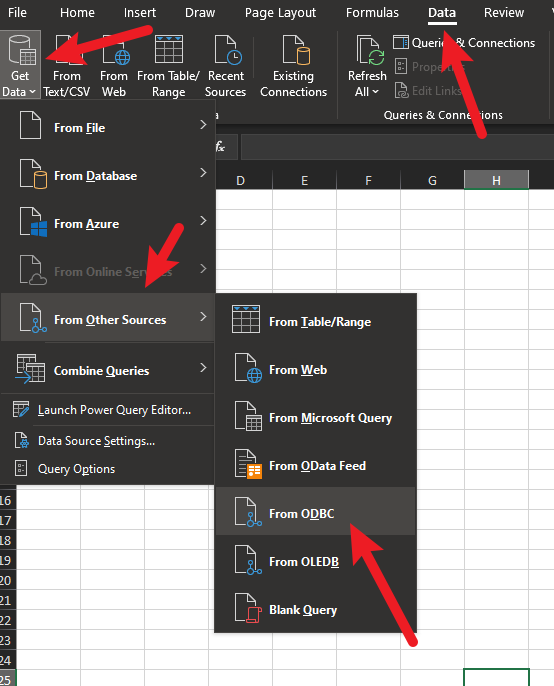 File Home Insert Draw Page Layout Formulas Data Review
Get Data
From Text/CSV
From Web
From Table/ Range
Recent Sources
Existing Connections
Refresh All
Queries & Connections
Properties
Edit Links
Queries & Connections
From File
From Database
From Azure
From Online Services
From Other Sources
Combine Queries
Launch Power Query Editor...
Data Source Settings...
Query Options
From Table/Range
From Web
From Microsoft Query
From OData Feed
From ODBC
From OLEDB
Blank Query
fx
D E F G H
16
17
18
19
20
21
22
23
24
25